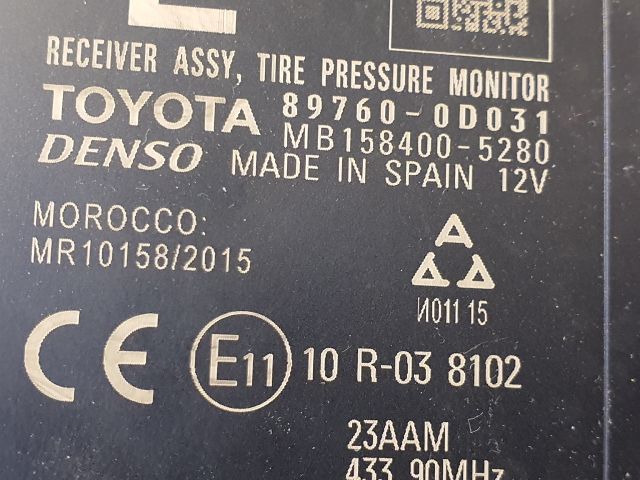 RECEIVER ASSY, TIRE PRESSURE MONITOR
TOYOTA 89760-0D031
DENSO MB158400-5280
MADE IN SPAIN 12V
MOROCCO:
MR10158/2015
И011 15
CE E11 10 R-03 8102
23AAM
433.90MHz